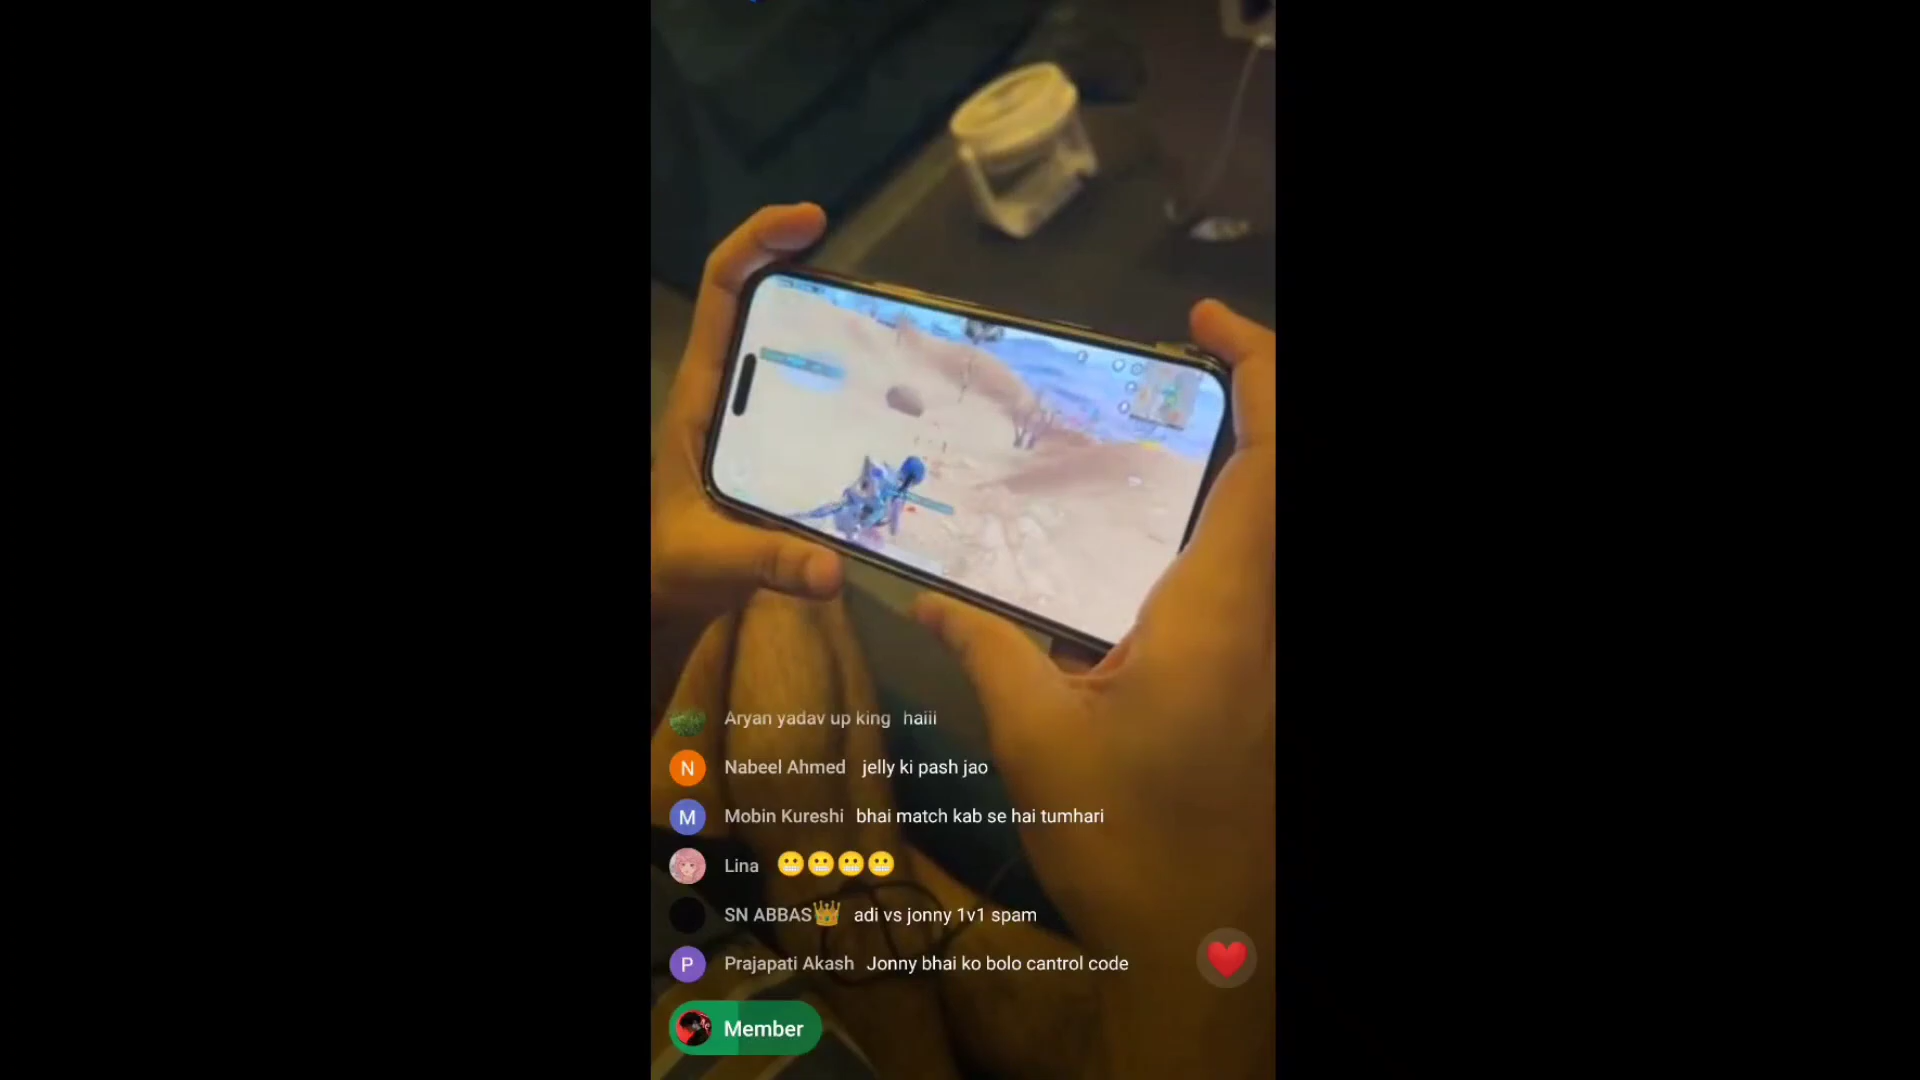 Aryan yadav up king haiii
N Nabeel Ahmed jelly ki pash jao
M Mobin Kureshi bhai match kab se hai tumhari
Lina 😬😬😬😬
SN ABBAS👑 adi vs jonny 1v1 spam
P Prajapati Akash Jonny bhai ko bolo cantrol code
Member